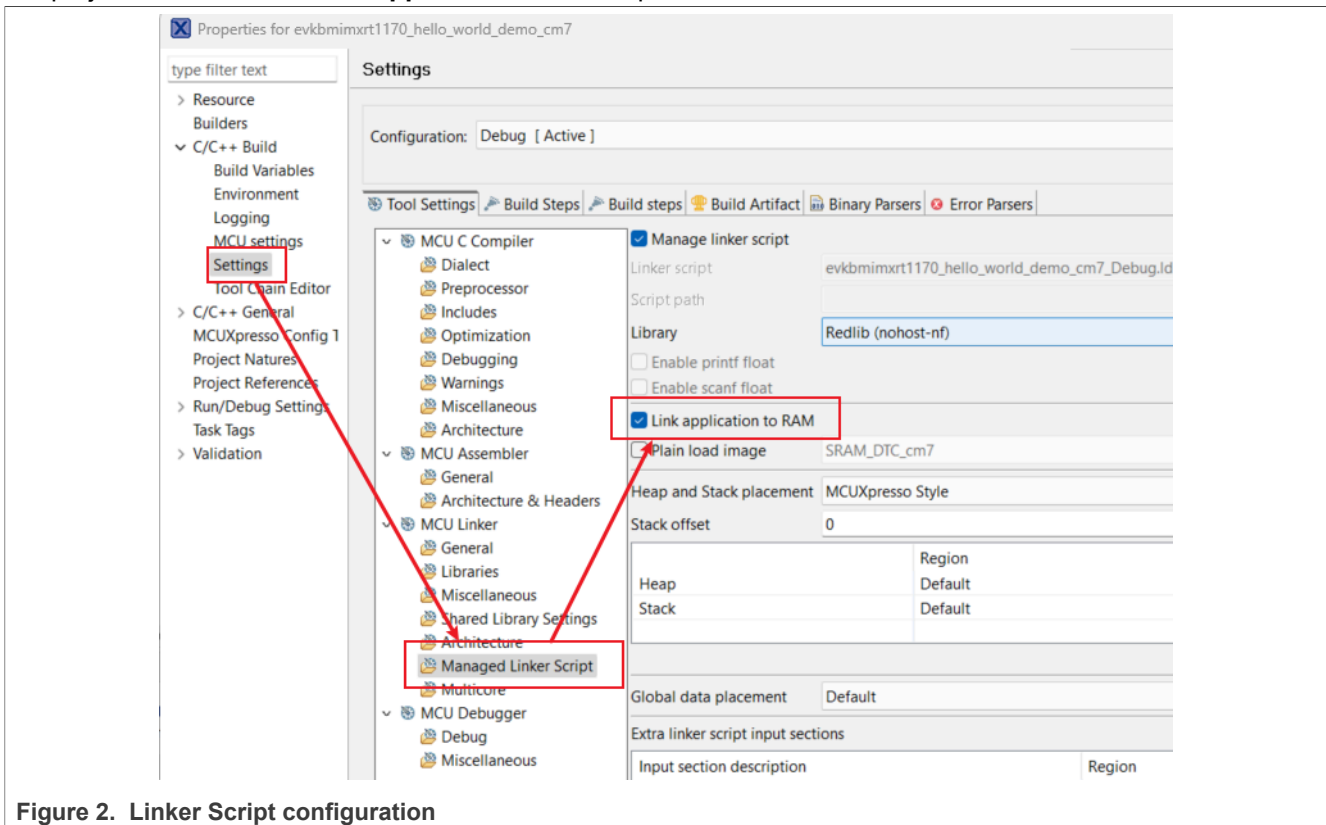 Properties for evkbmimxrt1170_hello_world_demo_cm7
type filter text
Settings
Resource
Builders
C/C++ Build
Build Variables
Environment
Logging
MCU settings
Settings
Tool Chain Editor
C/C++ General
MCUXpresso Config T
Project Natures
Project References
Run/Debug Settings
Task Tags
Validation
Configuration: Debug [ Active ]
Tool Settings Build Steps Build steps Build Artifact Binary Parsers Error Parsers
MCU C Compiler
Dialect
Preprocessor
Includes
Optimization
Debugging
Warnings
Miscellaneous
Architecture
MCU Assembler
General
Architecture & Headers
MCU Linker
General
Libraries
Miscellaneous
Shared Library Settings
Architecture
Managed Linker Script
Multicore
MCU Debugger
Debug
Miscellaneous
Manage linker script
Linker script evkbmimxrt1170_hello_world_demo_cm7_Debug.ld
Script path
Library Redlib (nohost-nf)
Enable printf float
Enable scanf float
Link application to RAM
Plain load image SRAM_DTC_cm7
Heap and Stack placement MCUXpresso Style
Stack offset 0
Region
Heap Default
Stack Default
Global data placement Default
Extra linker script input sections
Input section description Region
Figure 2. Linker Script configuration